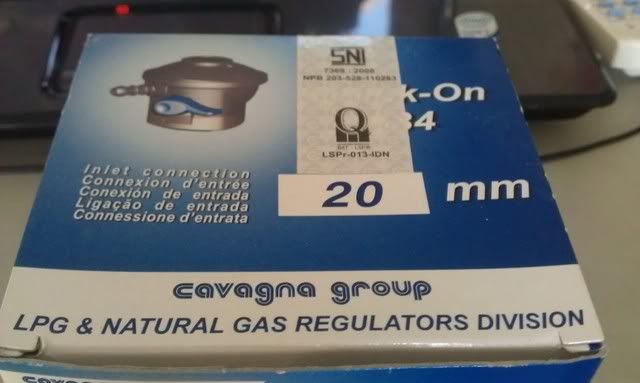 SNI
7369 : 2008
NPB 203-528-110283
k-On
34
LSPr-013-IDN
Inlet connection
Connexion d'entrée
Conexión de entrada
Ligação de entrada
Connessione d'entrata
20 mm
cavagna group
LPG & NATURAL GAS REGULATORS DIVISION